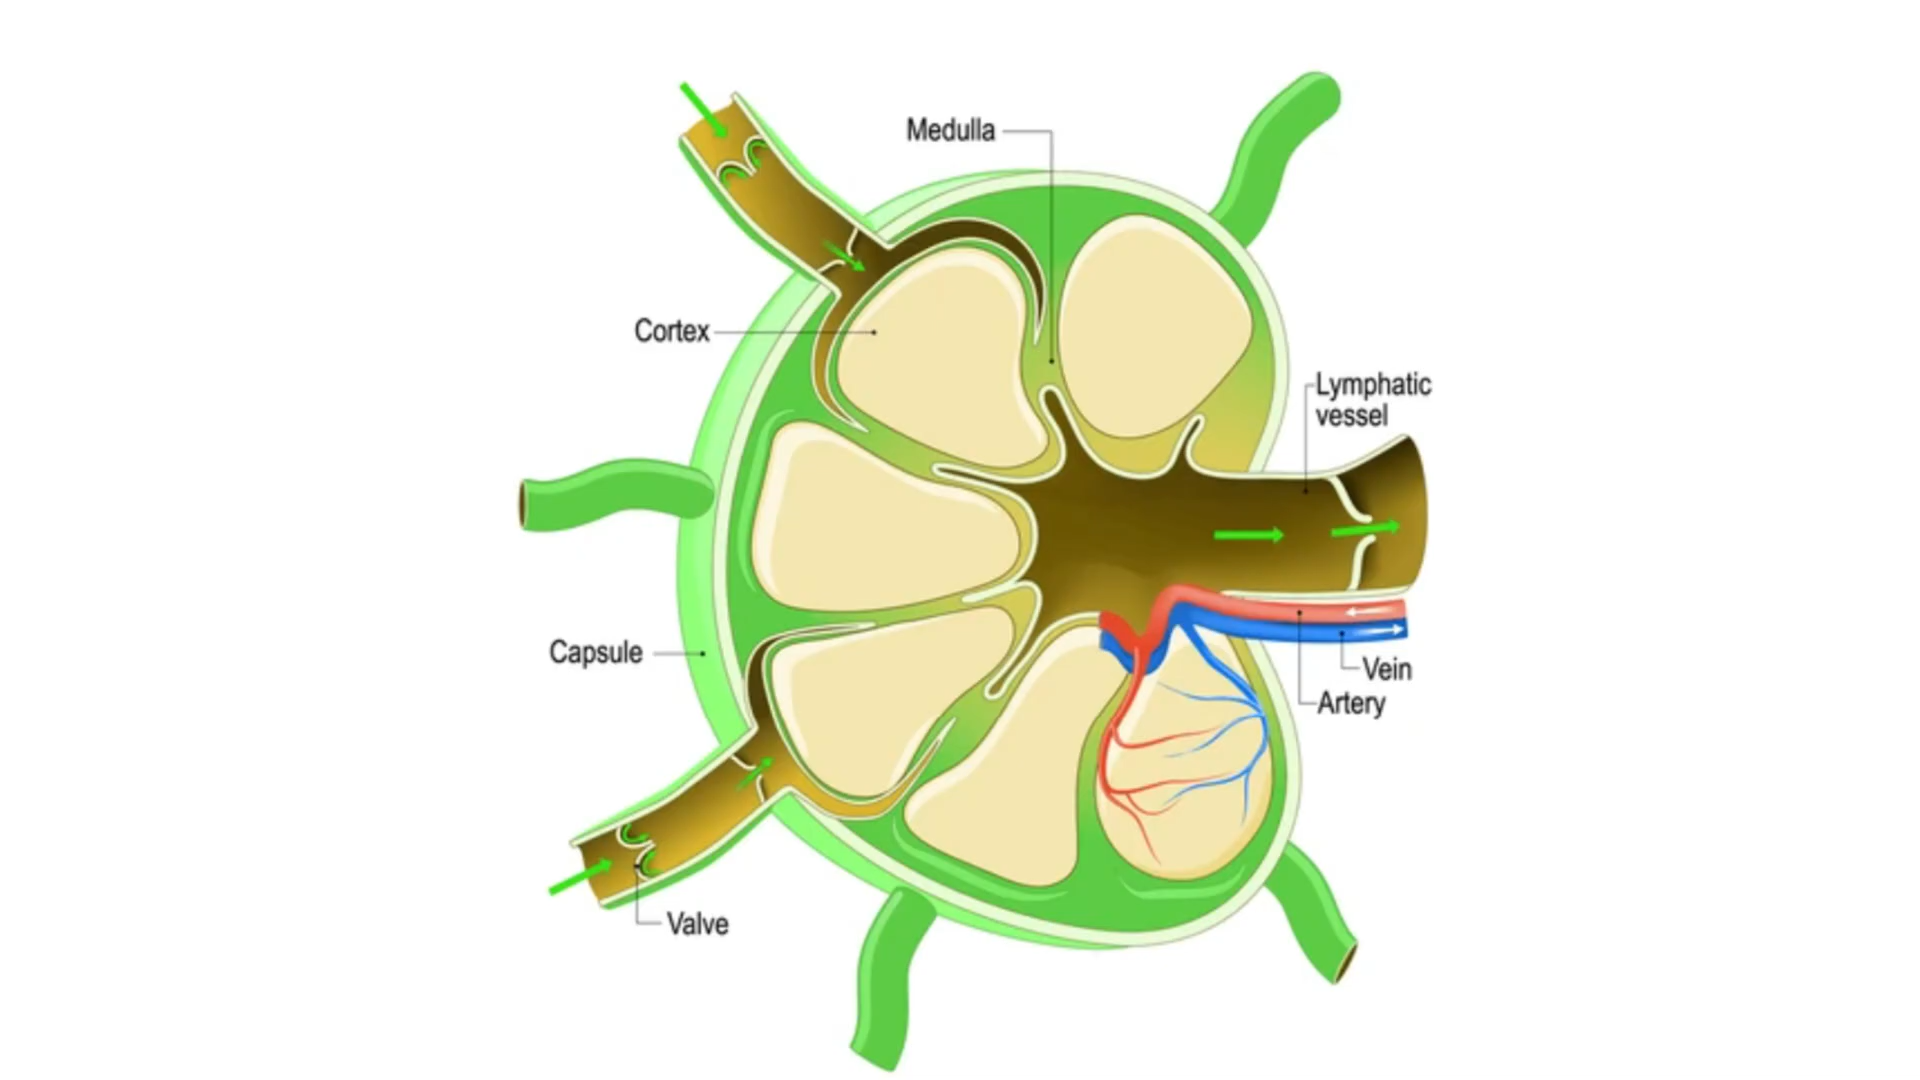 Medulla
Cortex
Lymphatic
vessel
Capsule
Vein
Artery
Valve